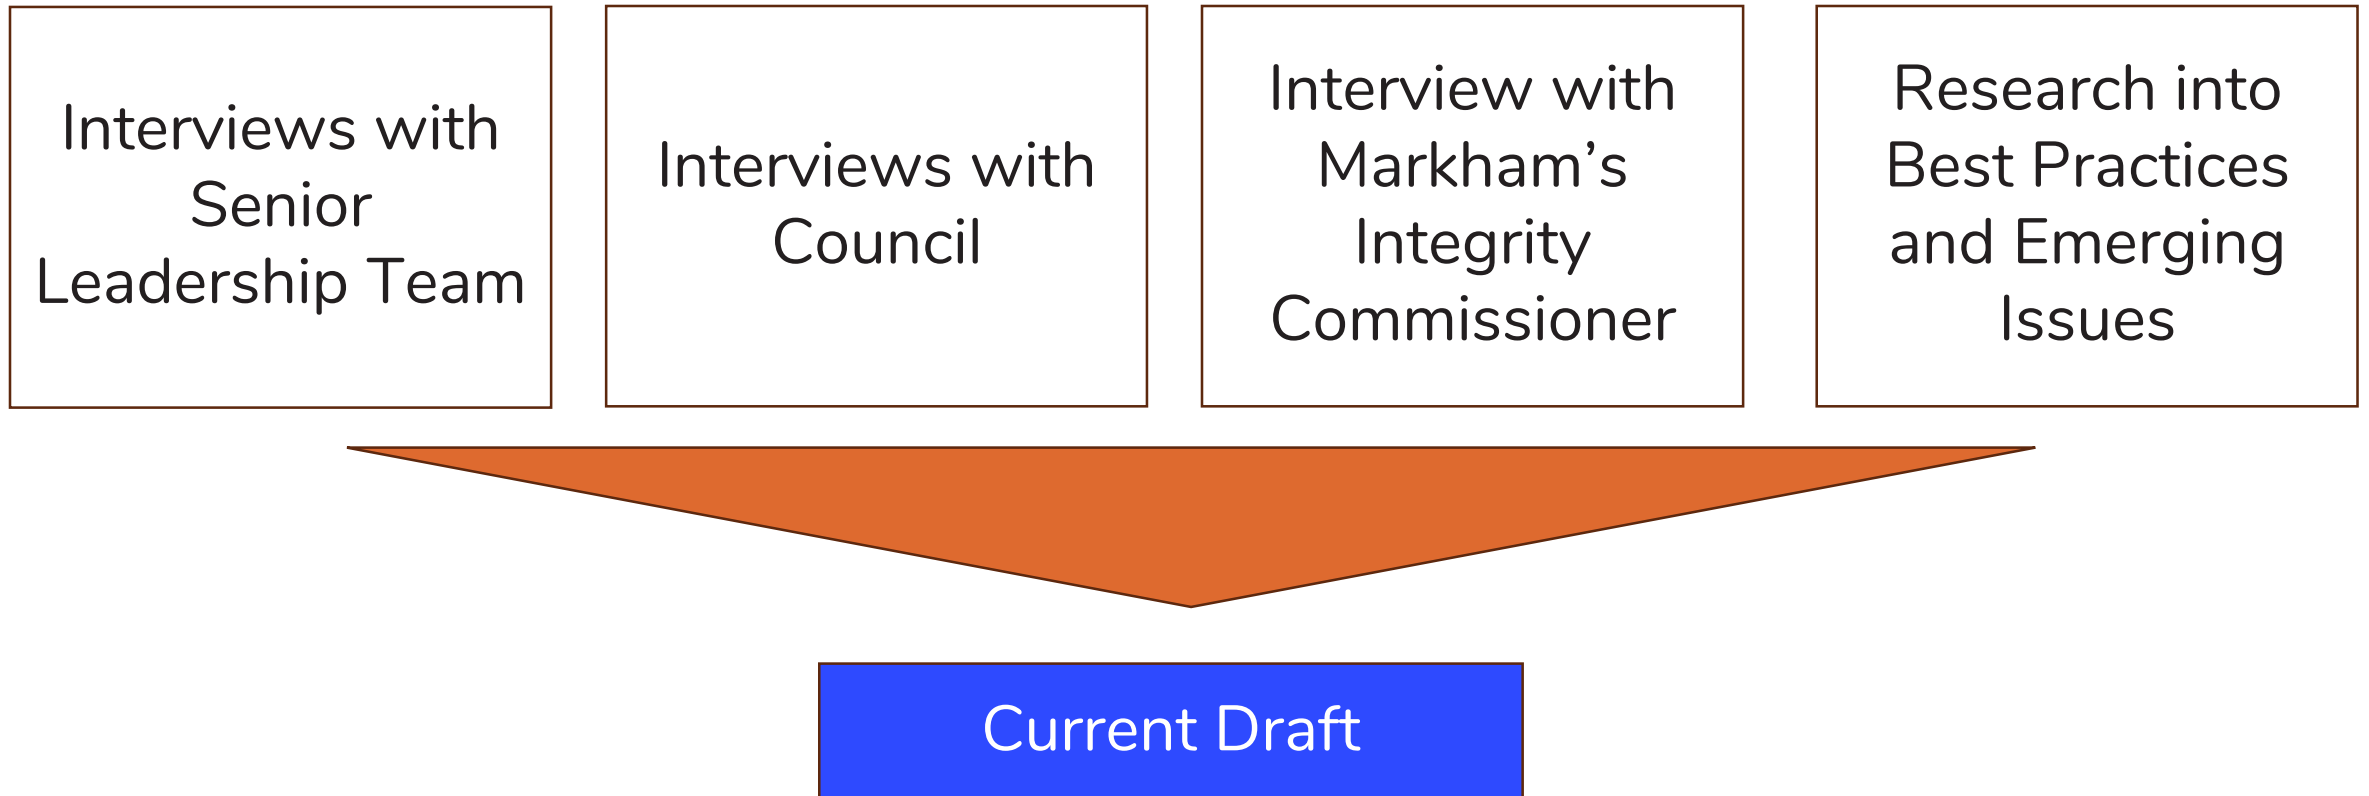 Interviews with
Senior
Leadership Team
Interviews with
Council
Interview with
Markham’s
Integrity
Commissioner
Research into
Best Practices
and Emerging
Issues
Current Draft